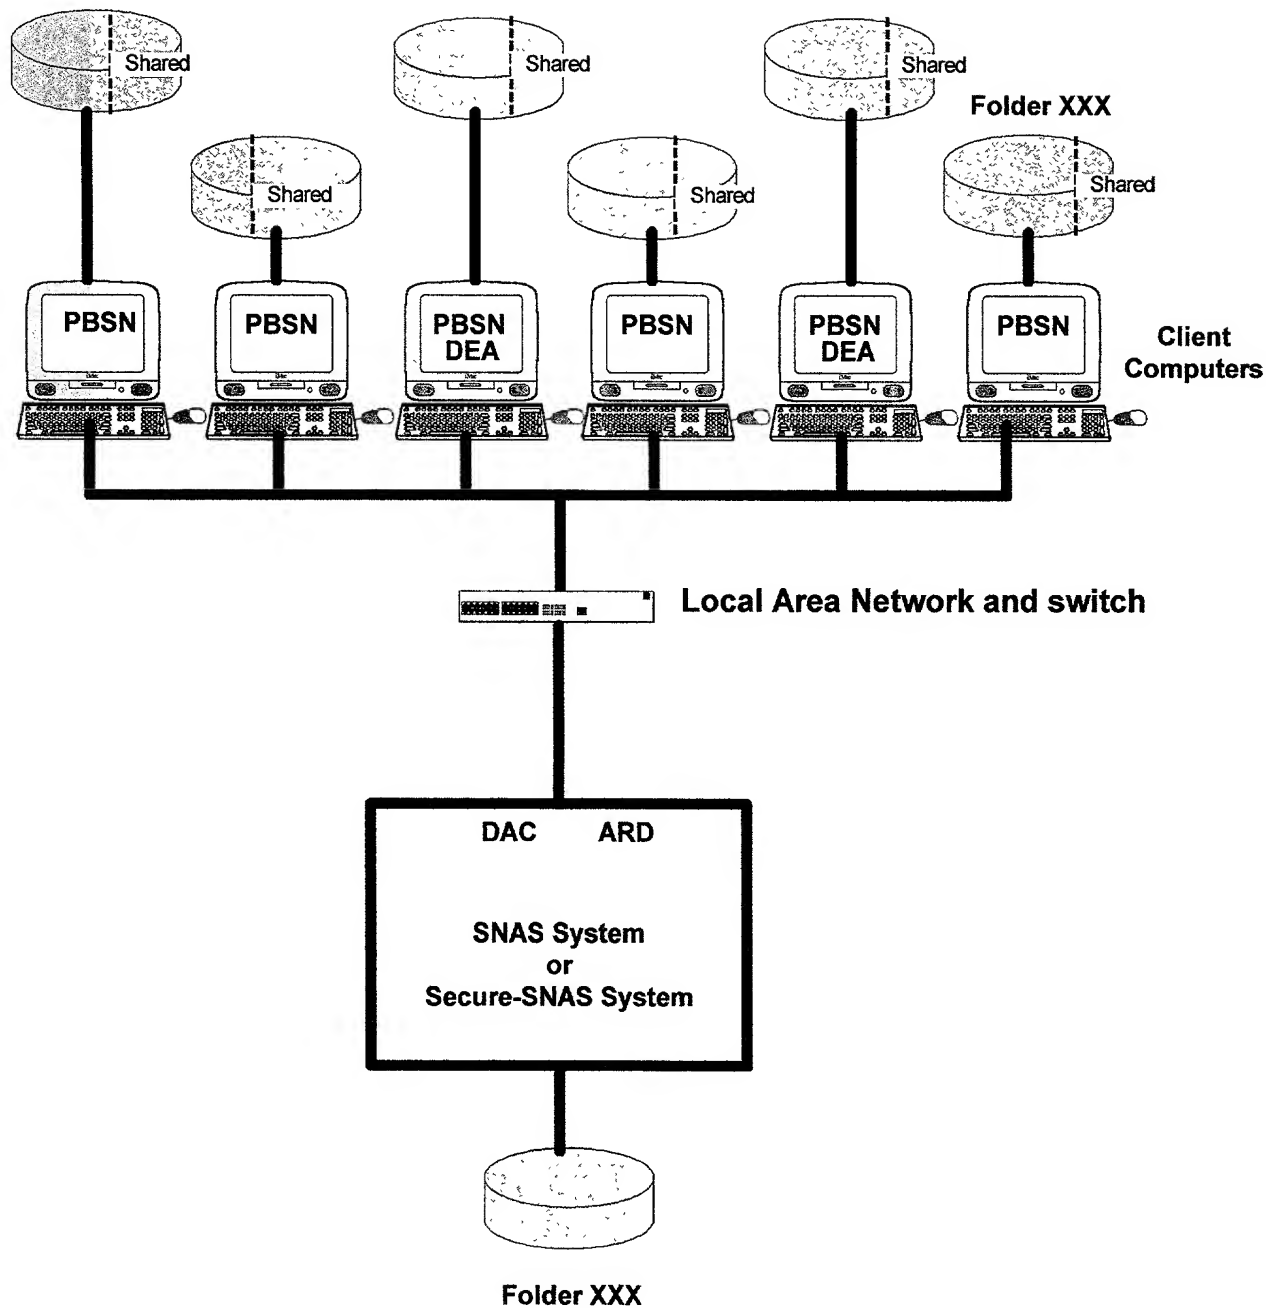 Shared
Shared
Shared
Folder XXX
Shared
Shared
Shared
PBSN
PBSN
PBSN
DEA
PBSN
PBSN
DEA
PBSN
Client
Computers
Local Area Network and switch
DAC ARD
SNAS System
or
Secure-SNAS System
Folder XXX